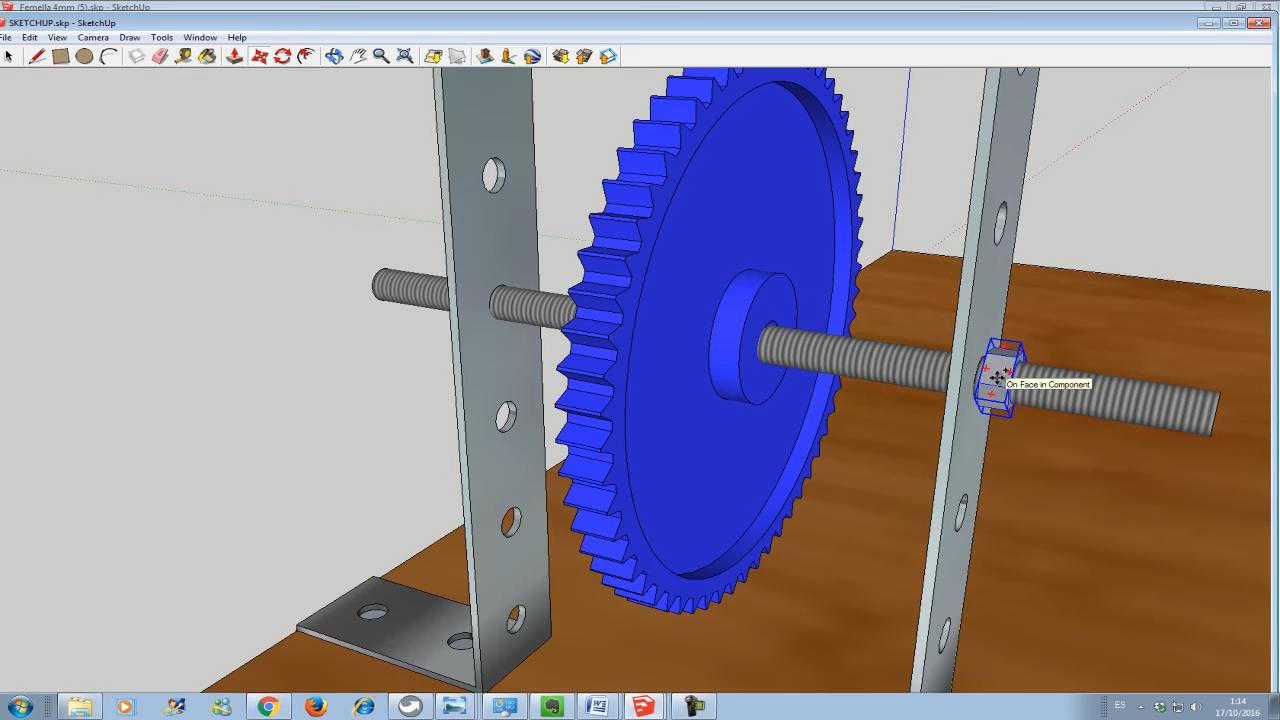 Femella 4mm (5).skp - SketchUp
SKETCHUP.skp - SketchUp
File Edit View Camera Draw Tools Window Help
On Face in Component
ES
1:14
17/10/2016